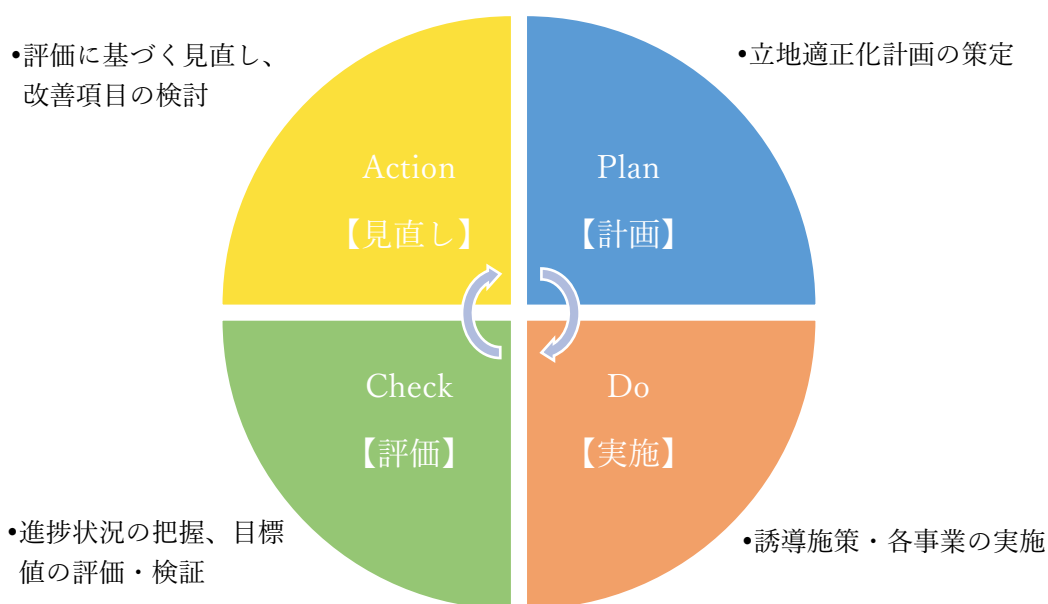 •評価に基づく見直し、
改善項目の検討
•立地適正化計画の策定
Action
【見直し】
Plan
【計画】
Check
【評価】
Do
【実施】
•進捗状況の把握、目標
値の評価・検証
•誘導施策・各事業の実施